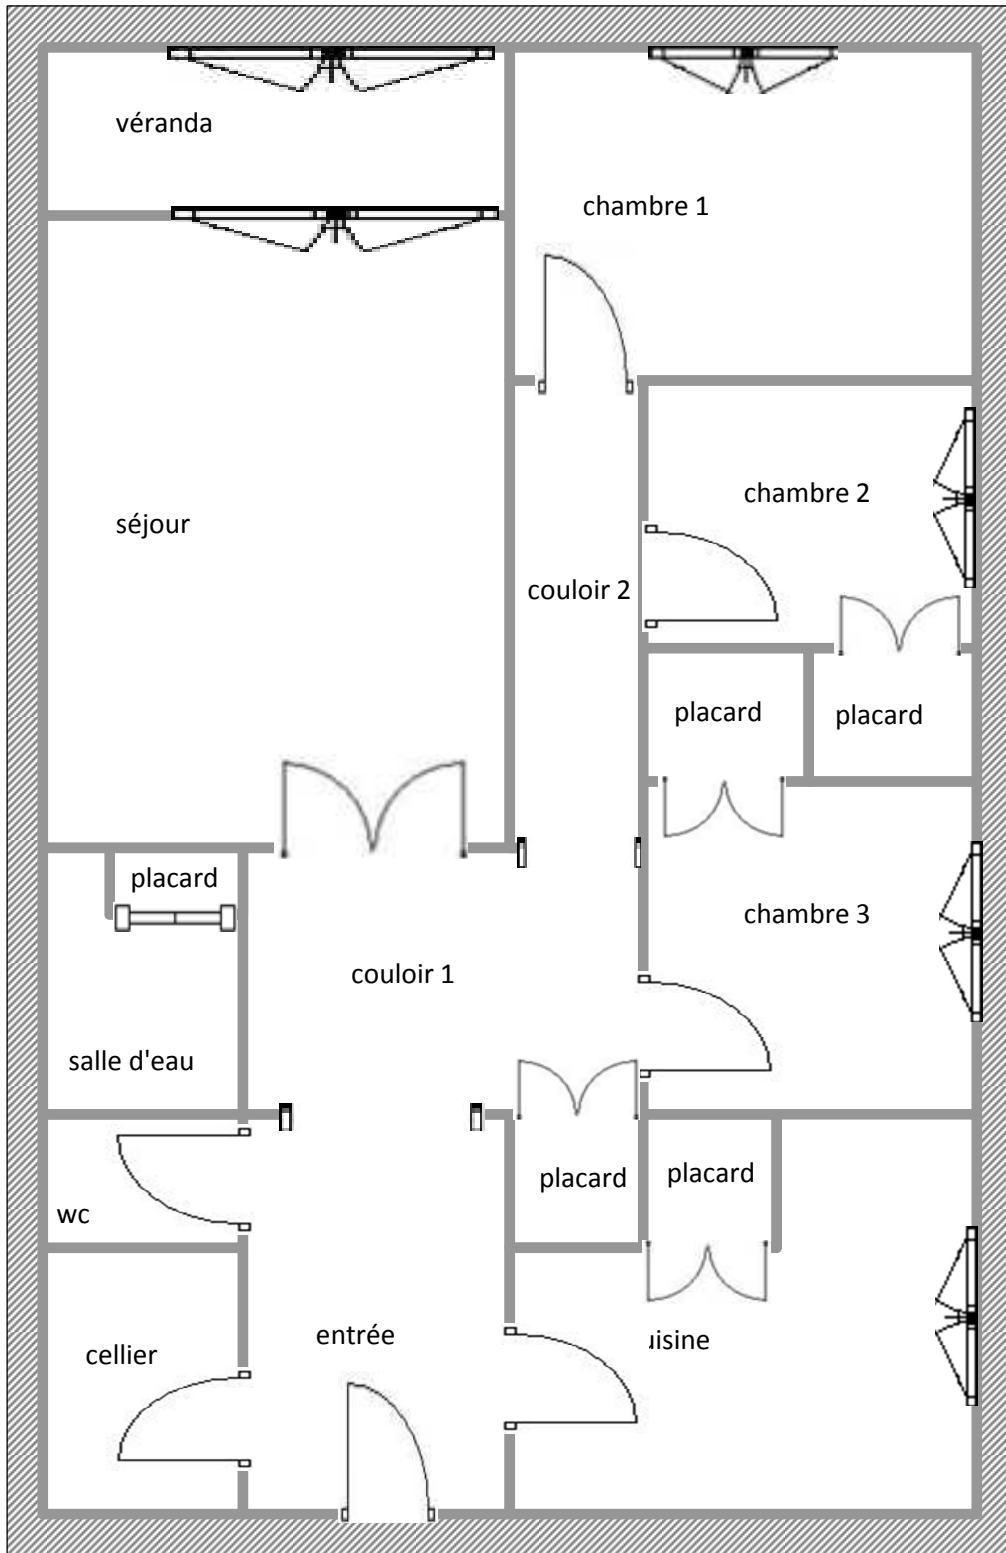 véranda
chambre 1
chambre 2
séjour
couloir 2
placard
placard
placard
chambre 3
couloir 1
salle d'eau
placard
placard
wc
entrée
uisine
cellier